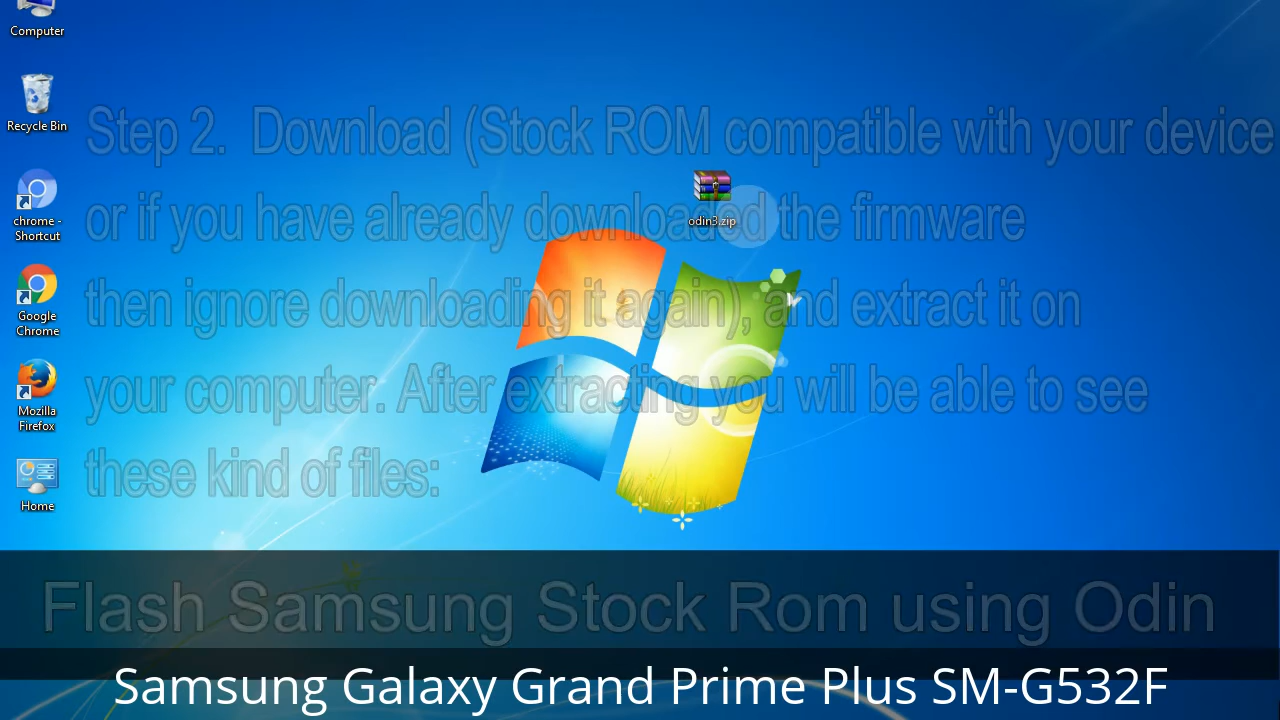 Computer
Recycle Bin
chrome -
Shortcut
Google
Chrome
Mozilla
Firefox
Home
odin3.zip
Step 2. Download (Stock ROM compatible with your device
or if you have already downloaded the firmware
then ignore downloading it again), and extract it on
your computer. After extracting you will be able to see
these kind of files:
Flash Samsung Stock Rom using Odin
Samsung Galaxy Grand Prime Plus SM-G532F